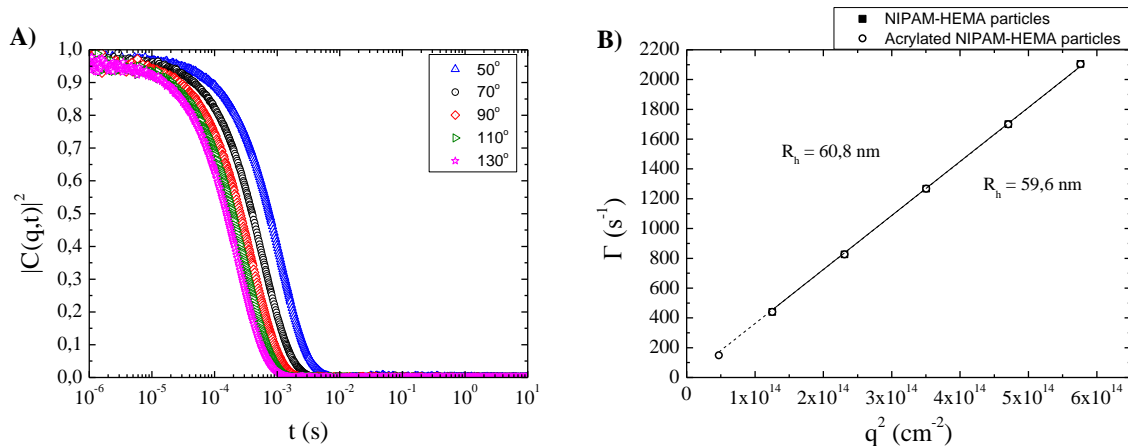 A)
1,0
0,9
0,8
0,7
0,6
0,5
0,4
0,3
0,2
0,1
0,0
|C(q,t)|²
50°
70°
90°
110°
130°
10⁻⁶ 10⁻⁵ 10⁻⁴ 10⁻³ 10⁻² 10⁻¹ 10⁰ 10¹
t (s)
B)
NIPAM-HEMA particles
Acrylated NIPAM-HEMA particles
2200
2000
1800
1600
1400
1200
1000
800
600
400
200
Γ (s⁻¹)
R_h = 60,8 nm
R_h = 59,6 nm
0 1x10¹⁴ 2x10¹⁴ 3x10¹⁴ 4x10¹⁴ 5x10¹⁴ 6x10¹⁴
q² (cm⁻²)